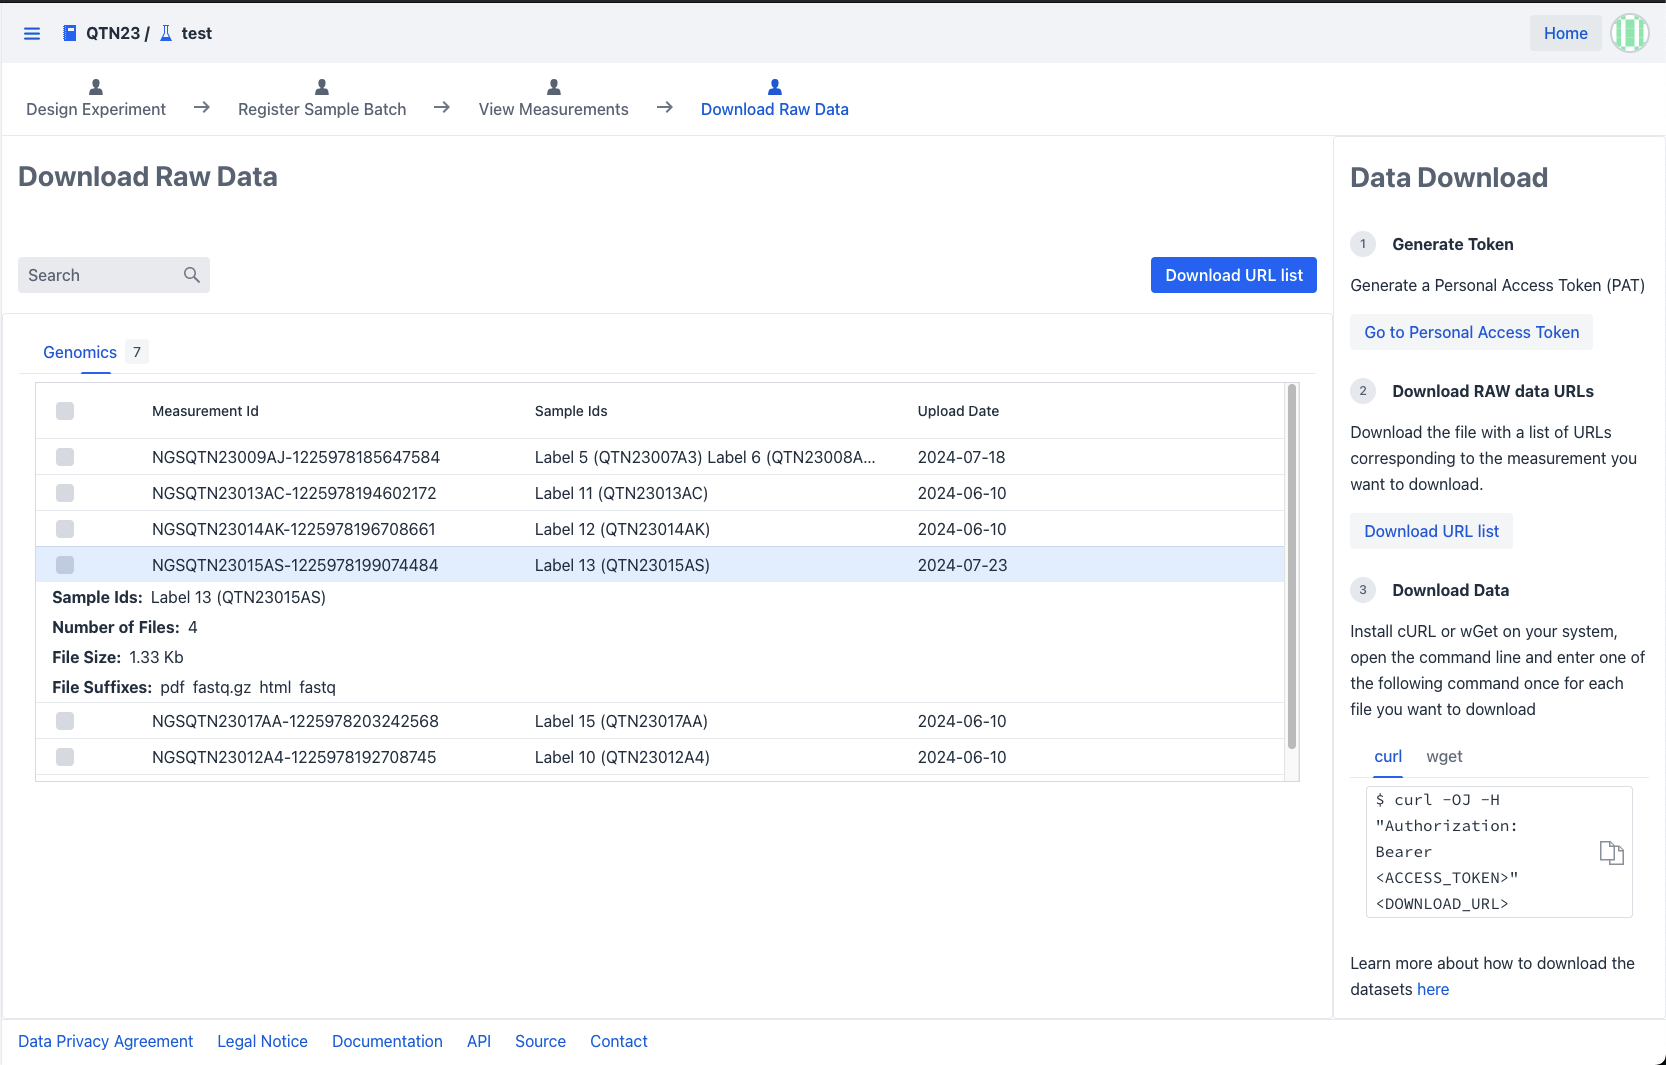 QTN23 / test
Home
Design Experiment
Register Sample Batch
View Measurements
Download Raw Data
Download Raw Data
Search
Download URL list
Genomics 7
Measurement Id Sample Ids Upload Date
NGSQTN23009AJ-1225978185647584 Label 5 (QTN23007A3) Label 6 (QTN23008A... 2024-07-18
NGSQTN23013AC-1225978194602172 Label 11 (QTN23013AC) 2024-06-10
NGSQTN23014AK-1225978196708661 Label 12 (QTN23014AK) 2024-06-10
NGSQTN23015AS-1225978199074484 Label 13 (QTN23015AS) 2024-07-23
Sample Ids: Label 13 (QTN23015AS)
Number of Files: 4
File Size: 1.33 Kb
File Suffixes: pdf fastq.gz html fastq
NGSQTN23017AA-1225978203242568 Label 15 (QTN23017AA) 2024-06-10
NGSQTN23012A4-1225978192708745 Label 10 (QTN23012A4) 2024-06-10
Data Download
1 Generate Token
Generate a Personal Access Token (PAT)
Go to Personal Access Token
2 Download RAW data URLs
Download the file with a list of URLs
corresponding to the measurement you
want to download.
Download URL list
3 Download Data
Install cURL or wGet on your system,
open the command line and enter one of
the following command once for each
file you want to download
curl wget
$ curl -OJ -H
"Authorization:
Bearer
<ACCESS_TOKEN>"
<DOWNLOAD_URL>
Learn more about how to download the
datasets here
Data Privacy Agreement Legal Notice Documentation API Source Contact